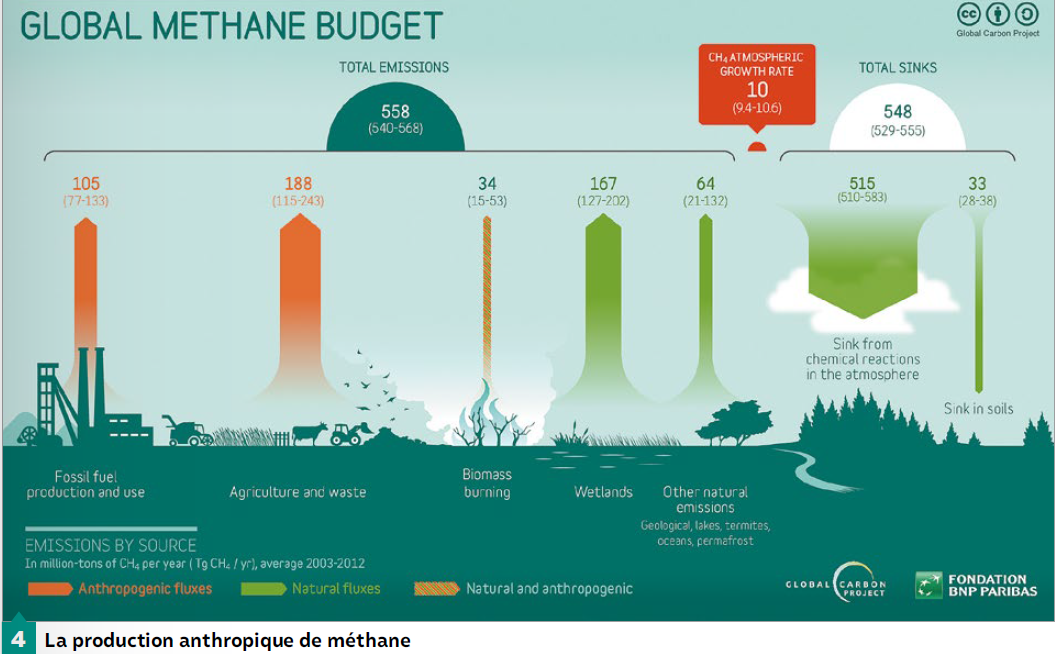 GLOBAL METHANE BUDGET
Global Carbon Project
TOTAL EMISSIONS
558
(540-568)
CH₄ ATMOSPHERIC
GROWTH RATE
10
(9.4-10.6)
TOTAL SINKS
548
(529-555)
105
(77-133)
188
(115-243)
34
(15-53)
167
(127-202)
64
(21-132)
515
(510-583)
33
(28-38)
Sink from
chemical reactions
in the atmosphere
Sink in soils
Fossil fuel
production and use
Agriculture and waste
Biomass
burning
Wetlands
Other natural
emissions
Geological, lakes, termites,
oceans, permafrost
EMISSIONS BY SOURCE
In million-tons of CH₄ per year ( Tg CH₄ / yr), average 2003-2012
Anthropogenic fluxes
Natural fluxes
Natural and anthropogenic
GLOBAL CARBON
PROJECT
FONDATION
BNP PARIBAS
4 La production anthropique de méthane